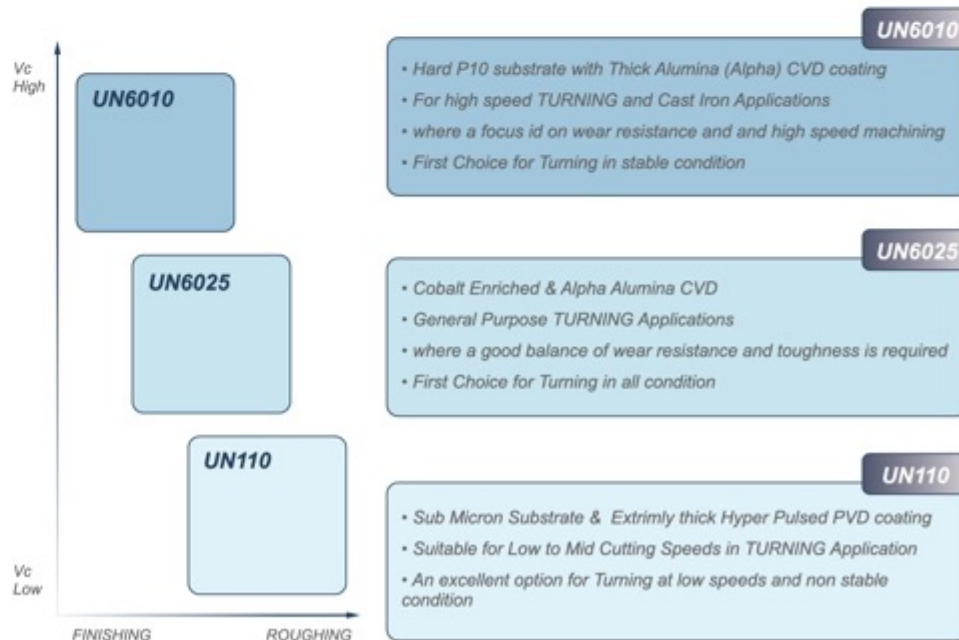 Vc
High
UN6010
UN6025
UN110
Vc
Low
FINISHING
ROUGHING
UN6010
• Hard P10 substrate with Thick Alumina (Alpha) CVD coating
• For high speed TURNING and Cast Iron Applications
• where a focus id on wear resistance and and high speed machining
• First Choice for Turning in stable condition
UN6025
• Cobalt Enriched & Alpha Alumina CVD
• General Purpose TURNING Applications
• where a good balance of wear resistance and toughness is required
• First Choice for Turning in all condition
UN110
• Sub Micron Substrate & Extrimly thick Hyper Pulsed PVD coating
• Suitable for Low to Mid Cutting Speeds in TURNING Application
• An excellent option for Turning at low speeds and non stable
condition